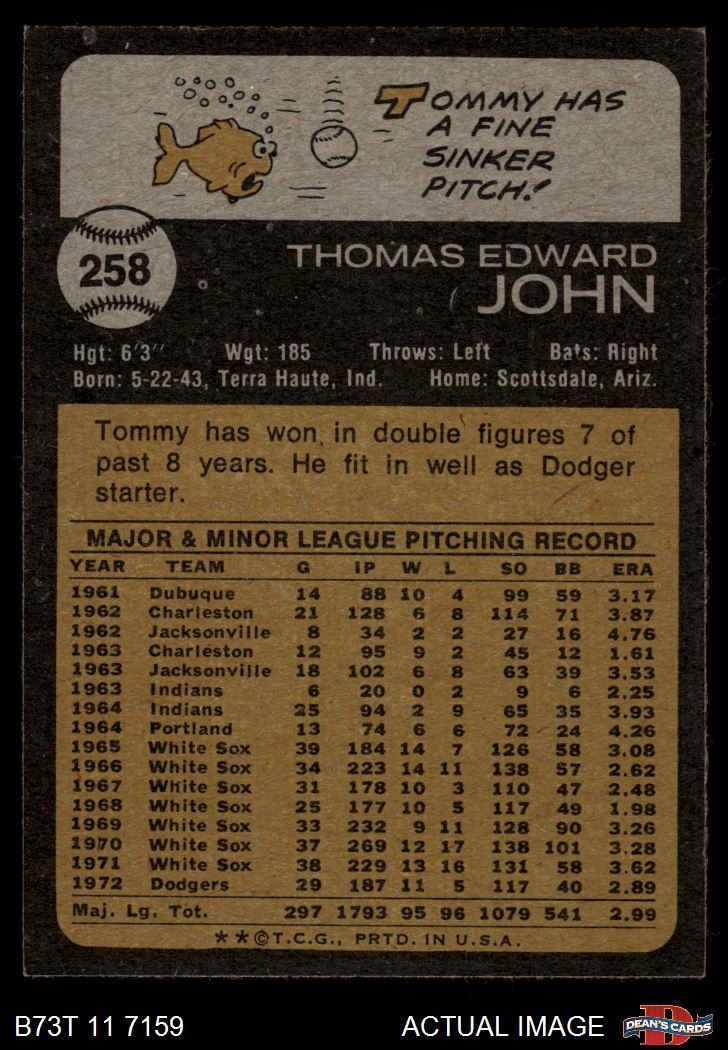 TOMMY HAS
A FINE
SINKER
PITCH!
258
THOMAS EDWARD
JOHN
Hgt: 6'3" Wgt: 185 Throws: Left Bats: Right
Born: 5-22-43, Terra Haute, Ind. Home: Scottsdale, Ariz.
Tommy has won in double figures 7 of
past 8 years. He fit in well as Dodger
starter.
MAJOR & MINOR LEAGUE PITCHING RECORD
YEAR TEAM G IP W L SO BB ERA
1961 Dubuque 14 88 10 4 99 59 3.17
1962 Charleston 21 128 6 8 114 71 3.87
1962 Jacksonville 8 34 2 2 27 16 4.76
1963 Charleston 12 95 9 2 45 12 1.61
1963 Jacksonville 18 102 6 8 63 39 3.53
1963 Indians 6 20 0 2 9 6 2.25
1964 Indians 25 94 2 9 65 35 3.93
1964 Portland 13 74 6 6 72 24 4.26
1965 White Sox 39 184 14 7 126 58 3.08
1966 White Sox 34 223 14 11 138 57 2.62
1967 White Sox 31 178 10 3 110 47 2.48
1968 White Sox 25 177 10 5 117 49 1.98
1969 White Sox 33 232 9 11 128 90 3.26
1970 White Sox 37 269 12 17 138 101 3.28
1971 White Sox 38 229 13 16 131 58 3.62
1972 Dodgers 29 187 11 5 117 40 2.89
Maj. Lg. Tot. 297 1793 95 96 1079 541 2.99
**©T.C.G., PRTD. IN U.S.A.
B73T 11 7159 ACTUAL IMAGE
D
DEAN'S CARDS